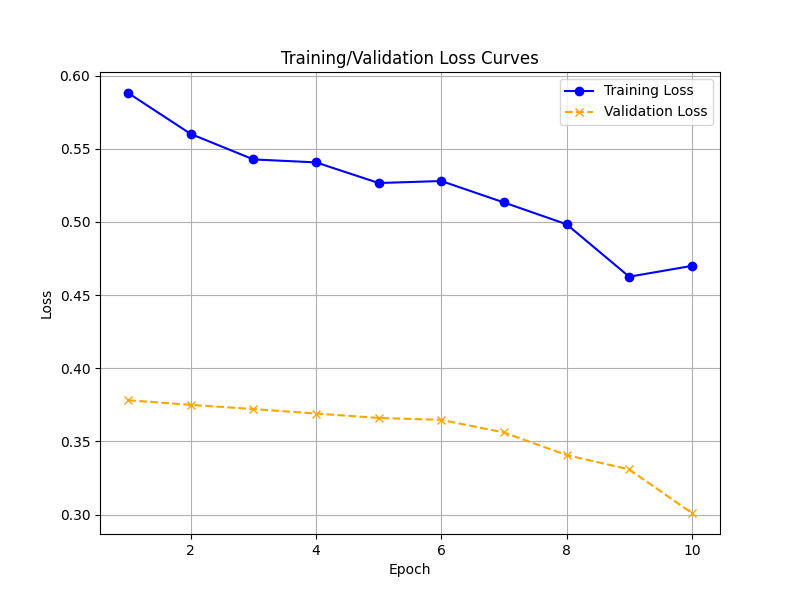 Training/Validation Loss Curves
Training Loss
Validation Loss
0.60
0.55
0.50
0.45
0.40
0.35
0.30
Loss
2
4
6
8
10
Epoch